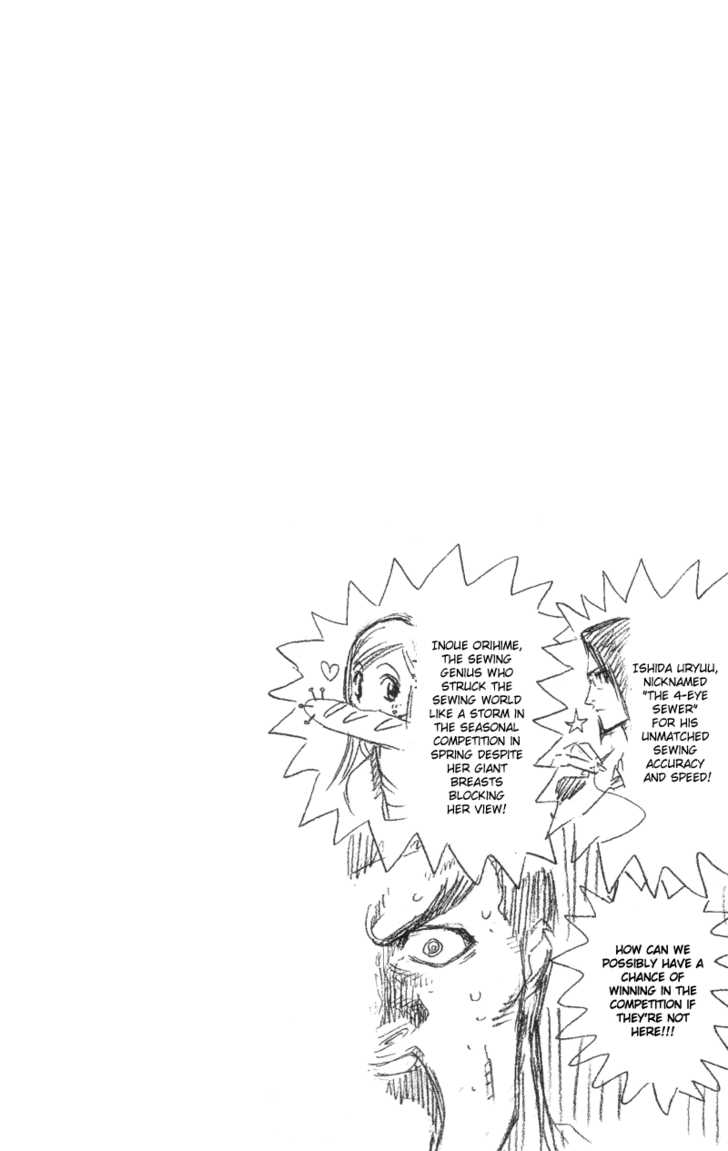 ISHIDA URYUU,
NICKNAMED
"THE 4-EYE
SEWER"
FOR HIS
UNMATCHED
SEWING
ACCURACY
AND SPEED!
INOUE ORIHIME,
THE SEWING
GENIUS WHO
STRUCK THE
SEWING WORLD
LIKE A STORM IN
THE SEASONAL
COMPETITION IN
SPRING DESPITE
HER GIANT
BREASTS
BLOCKING
HER VIEW!
HOW CAN WE
POSSIBLY HAVE A
CHANCE OF
WINNING IN THE
COMPETITION IF
THEY'RE NOT
HERE!!!